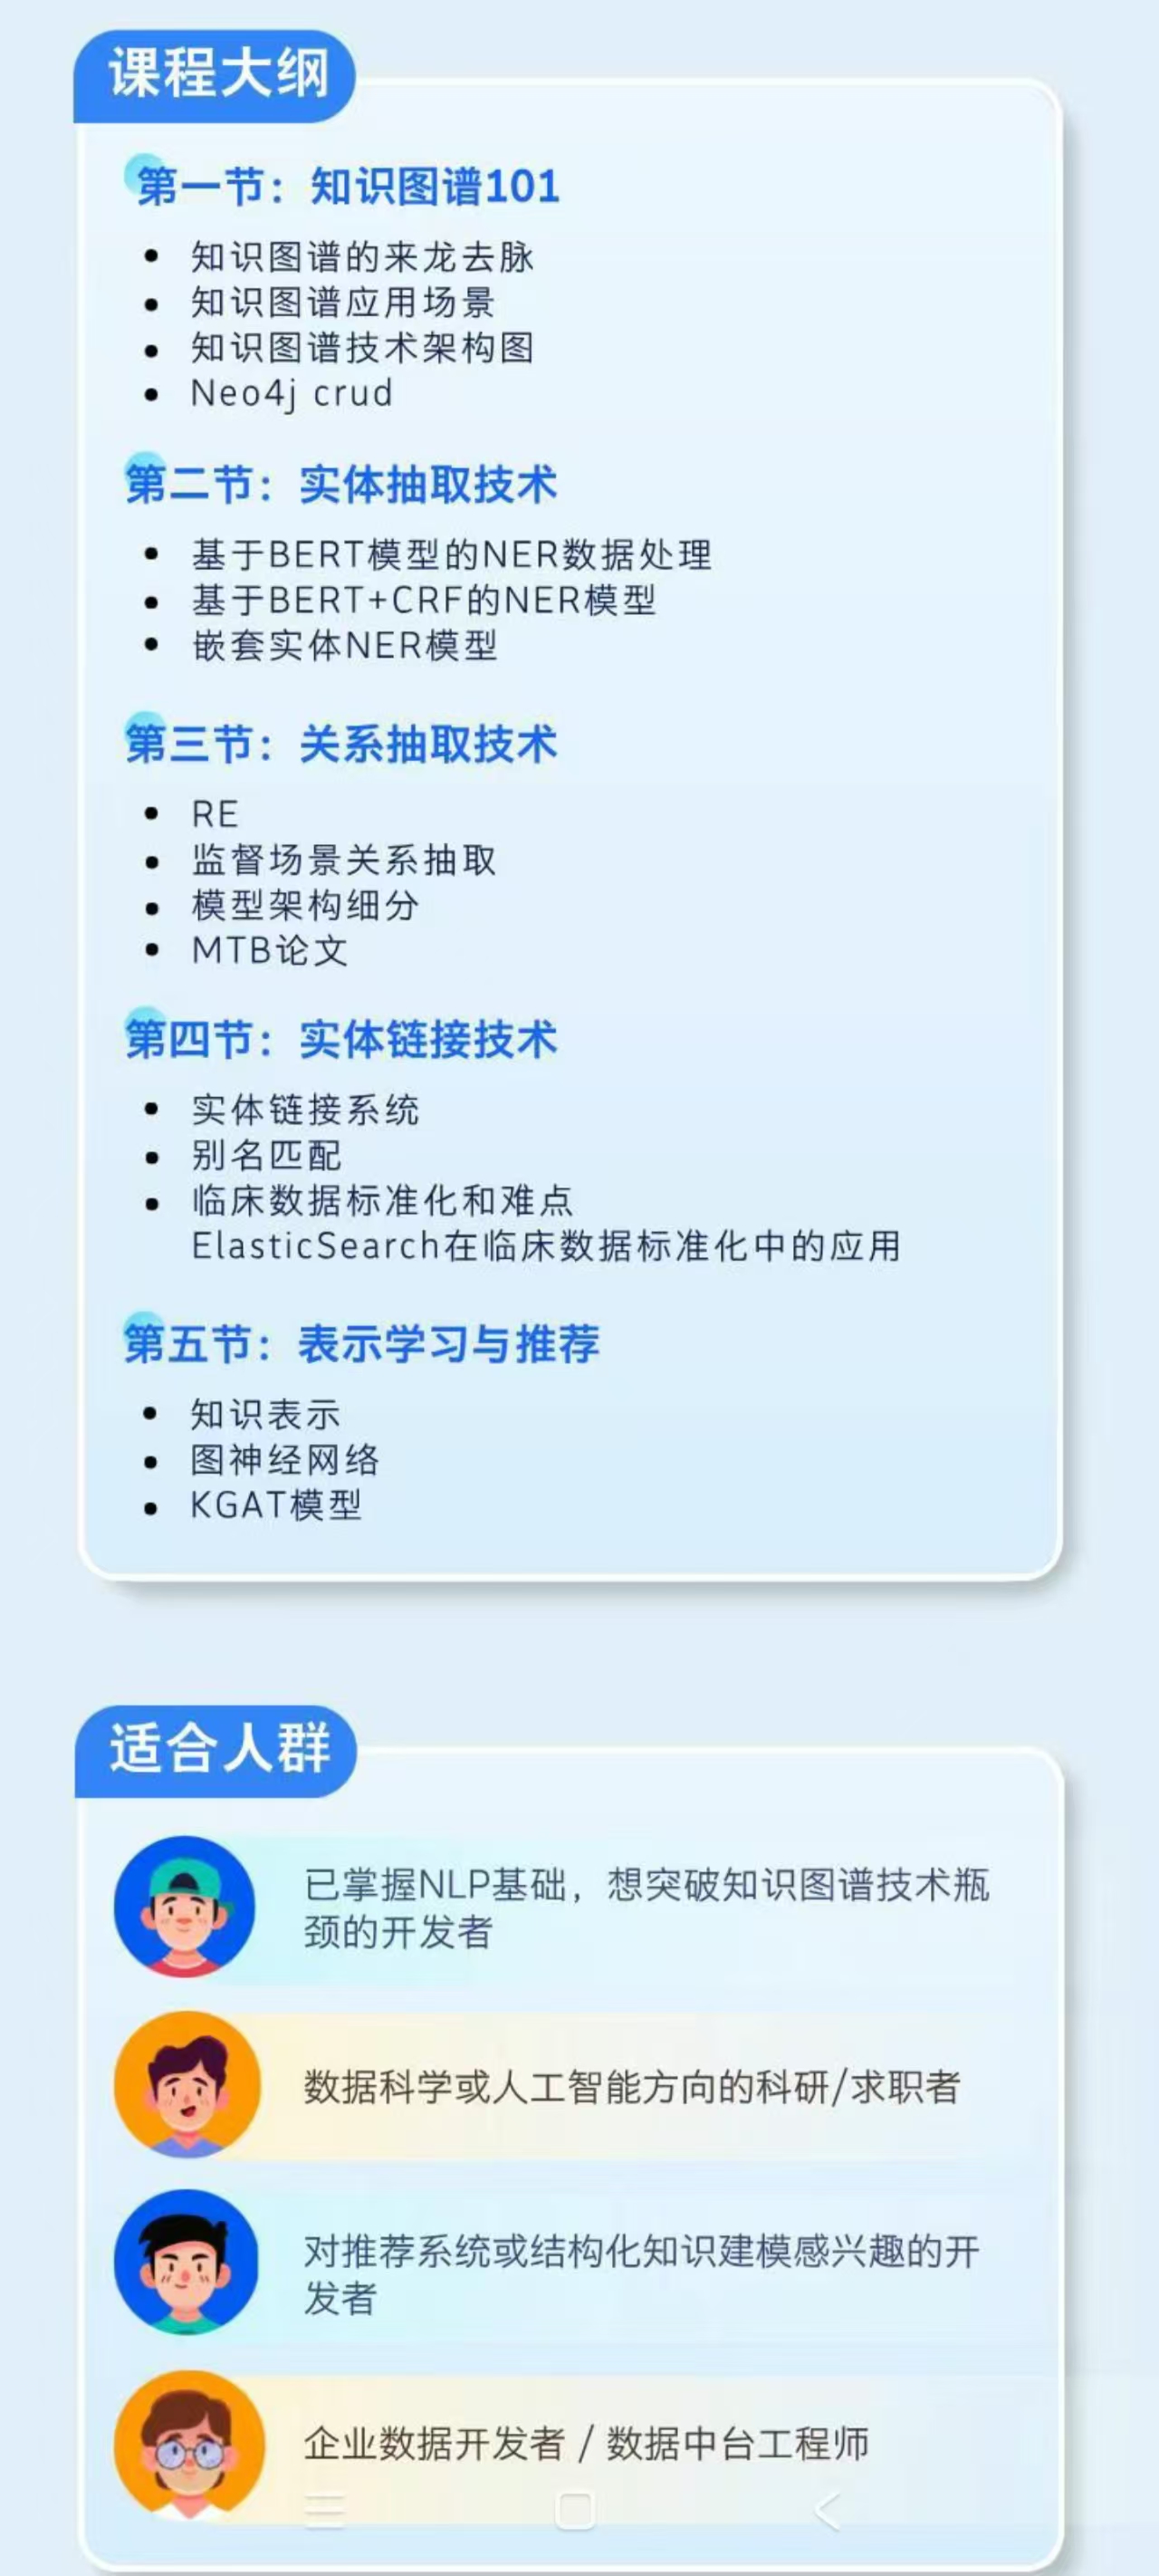 课程大纲
第一节：知识图谱101
知识图谱的来龙去脉
知识图谱应用场景
知识图谱技术架构图
Neo4j crud
第二节：实体抽取技术
基于BERT模型的NER数据处理
基于BERT+CRF的NER模型
嵌套实体NER模型
第三节：关系抽取技术
RE
监督场景关系抽取
模型架构细分
MTB论文
第四节：实体链接技术
实体链接系统
别名匹配
临床数据标准化和难点
ElasticSearch在临床数据标准化中的应用
第五节：表示学习与推荐
知识表示
图神经网络
KGAT模型
适合人群
已掌握NLP基础，想突破知识图谱技术瓶
颈的开发者
数据科学或人工智能方向的科研/求职者
对推荐系统或结构化知识建模感兴趣的开
发者
企业数据开发者 / 数据中台工程师